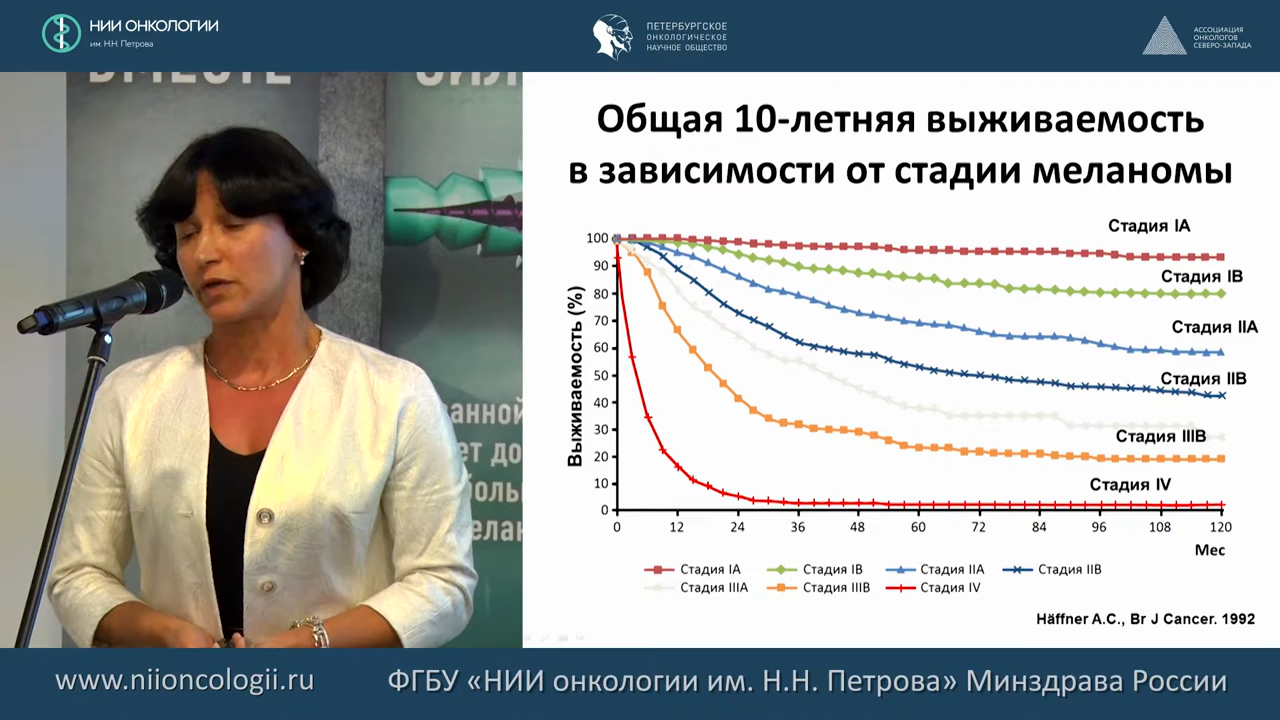 НИИ ОНКОЛОГИИ
им. Н.Н. Петрова
ПЕТЕРБУРГСКОЕ
ОНКОЛОГИЧЕСКОЕ
НАУЧНОЕ ОБЩЕСТВО
АССОЦИАЦИЯ
ОНКОЛОГОВ
СЕВЕРО-ЗАПАДА
ВМЕСТЕ
Общая 10-летняя выживаемость
в зависимости от стадии меланомы
Выживаемость (%)
100
90
80
70
60
50
40
30
20
10
0
0 12 24 36 48 60 72 84 96 108 120
Мес
Стадия IA
Стадия IB
Стадия IIA
Стадия IIB
Стадия IIIB
Стадия IV
Стадия IA Стадия IB Стадия IIA Стадия IIB
Стадия IIIA Стадия IIIB Стадия IV
Häffner A.C., Br J Cancer. 1992
www.niioncologii.ru
ФГБУ «НИИ онкологии им. Н.Н. Петрова» Минздрава России